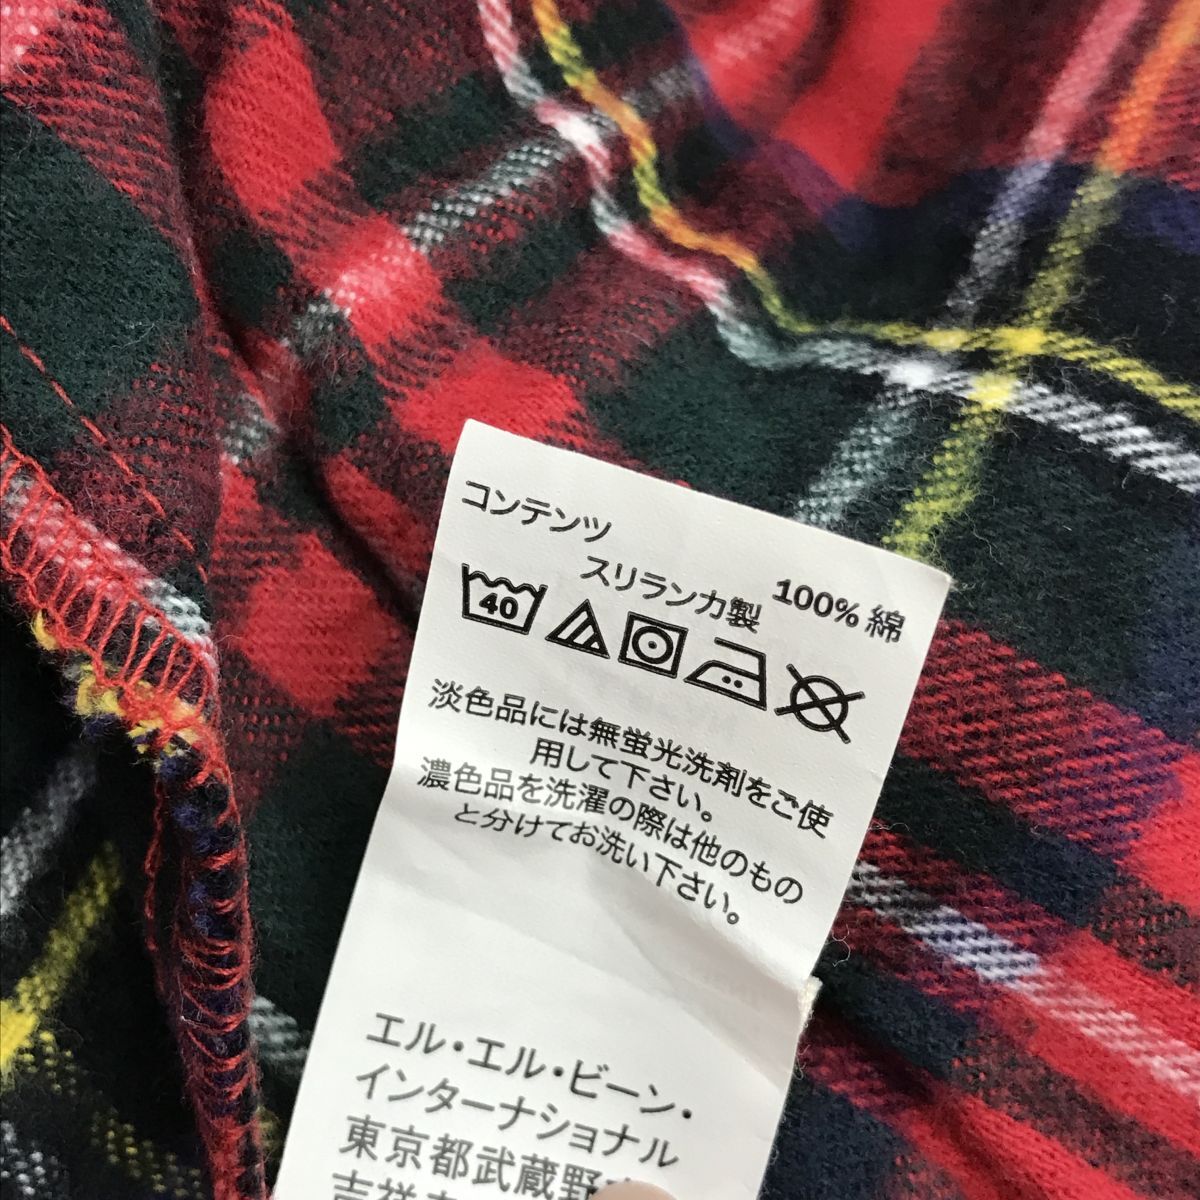 コンテンツ
100% 綿
スリランカ製
40
淡色品には無蛍光洗剤をご使
用して下さい。
濃色品を洗濯の際は他のもの
と分けてお洗い下さい。
エル・エル・ビーン・
インターナショナル
東京都武蔵野
吉祥